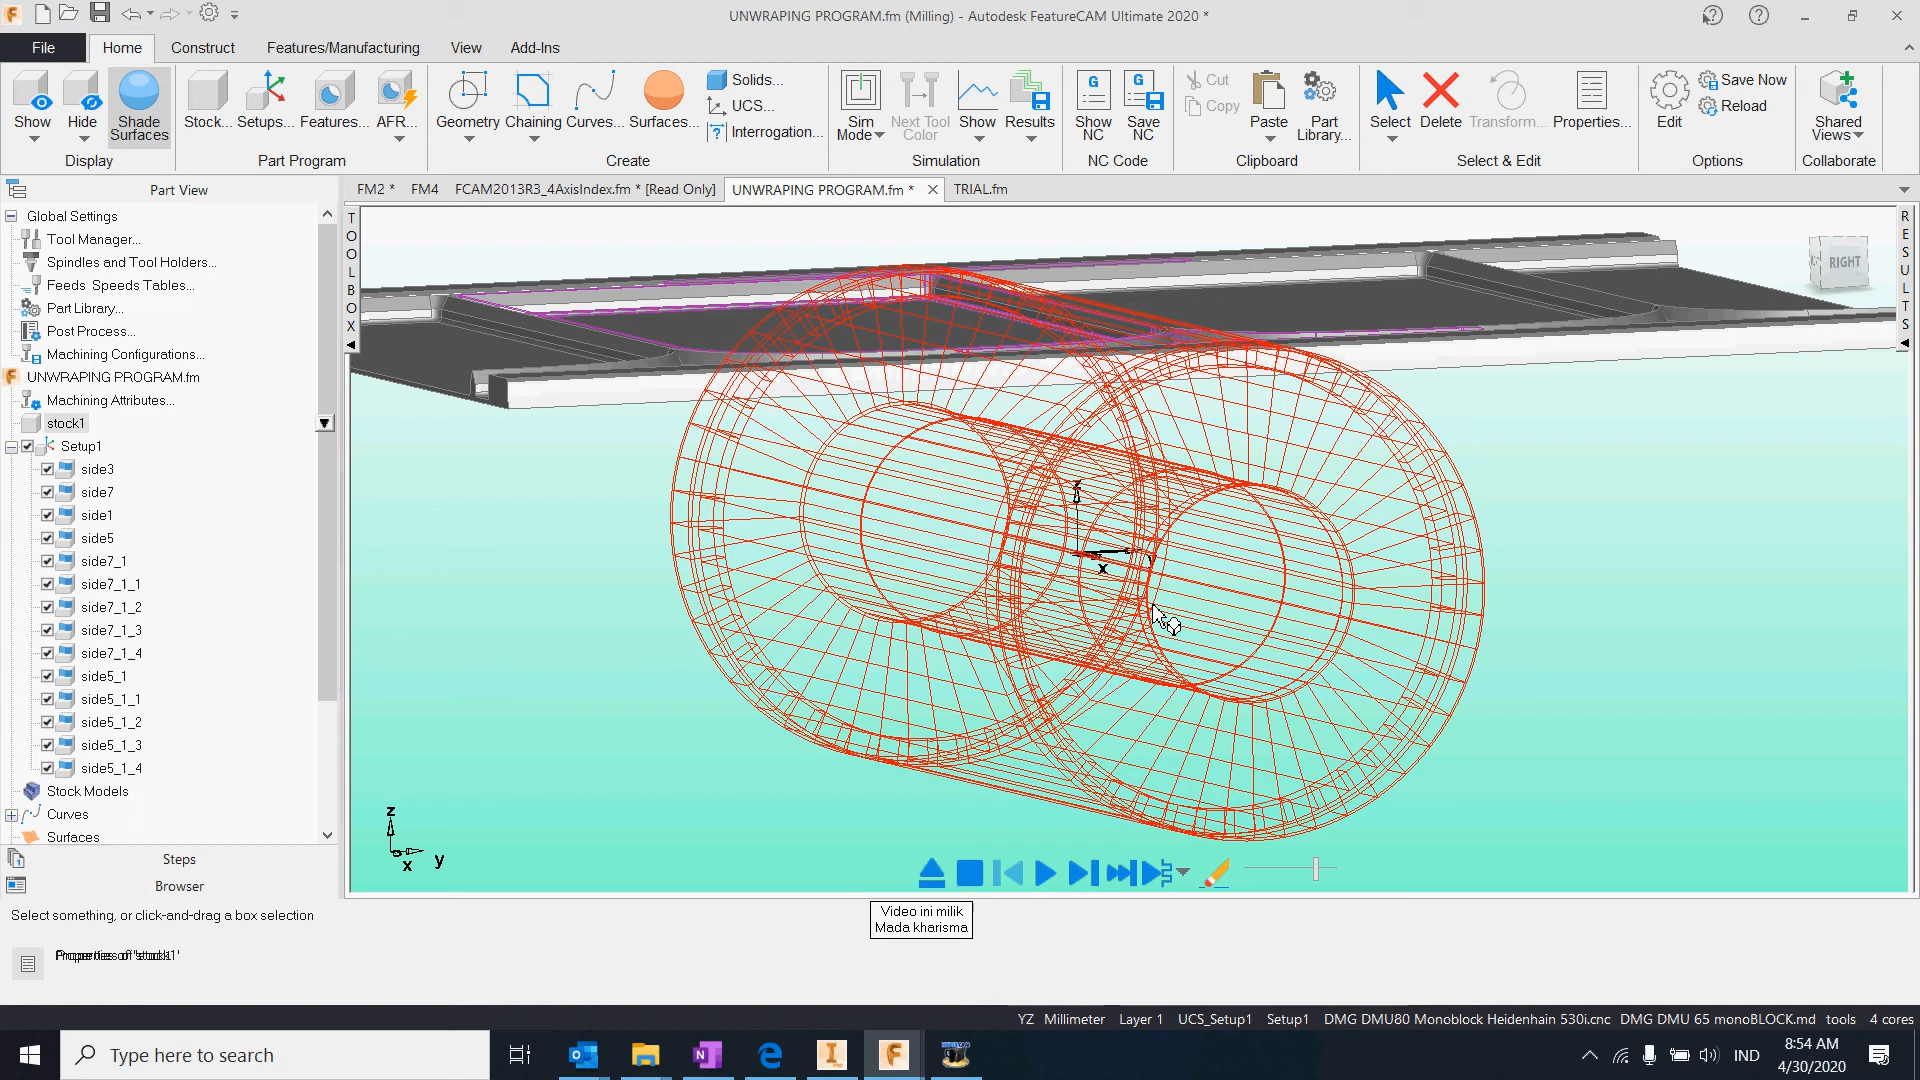 UNWRAPING PROGRAM.fm (Milling) - Autodesk FeatureCAM Ultimate 2020 *
File
Home
Construct
Features/Manufacturing
View
Add-Ins
Show
Hide
Shade
Surfaces
Display
Stock...
Setups...
Features...
AFR...
Part Program
Geometry
Chaining
Curves...
Surfaces...
Solids...
UCS...
Interrogation...
Create
Sim
Mode
Next Tool
Color
Show
Results
Simulation
Show
NC
Save
NC
NC Code
Cut
Copy
Paste
Part
Library...
Clipboard
Select
Delete
Transform...
Properties...
Select & Edit
Edit
Save Now
Reload
Options
Shared
Views
Collaborate
Part View
FM2 *
FM4
FCAM2013R3_4AxisIndex.fm * [Read Only]
UNWRAPING PROGRAM.fm *
TRIAL.fm
Global Settings
Tool Manager...
Spindles and Tool Holders...
Feeds Speeds Tables...
Part Library...
Post Process...
Machining Configurations...
UNWRAPING PROGRAM.fm
Machining Attributes...
stock1
Setup1
side3
side7
side1
side5
side7_1
side7_1_1
side7_1_2
side7_1_3
side7_1_4
side5_1
side5_1_1
side5_1_2
side5_1_3
side5_1_4
Stock Models
Curves
Surfaces
Steps
Browser
TOOLBOX
RESULTS
RIGHT
z
x
z
x
y
Video ini milik
Mada kharisma
Select something, or click-and-drag a box selection
YZ Millimeter Layer 1 UCS_Setup1 Setup1 DMG DMU80 Monoblock Heidenhain 530i.cnc DMG DMU 65 monoBLOCK.md tools 4 cores
Type here to search
IND
8:54 AM
4/30/2020